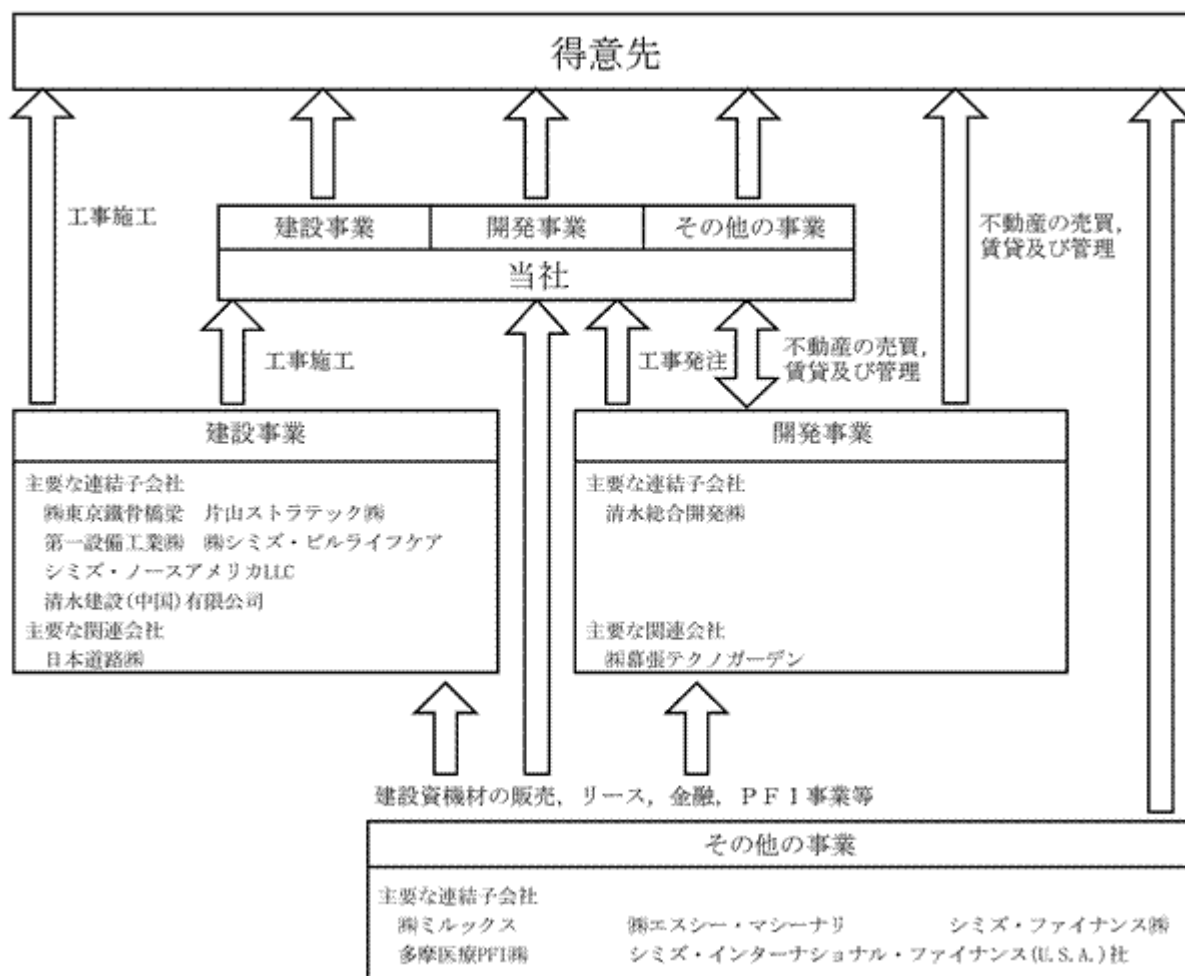 得意先
工事施工
建設事業 開発事業 その他の事業
当社
不動産の売買,
賃貸及び管理
工事施工
工事発注
不動産の売買,
賃貸及び管理
建設事業
主要な連結子会社
㈱東京鐵骨橋梁 片山ストラテック㈱
第一設備工業㈱ ㈱シミズ・ビルライフケア
シミズ・ノースアメリカLLC
清水建設(中国)有限公司
主要な関連会社
日本道路㈱
開発事業
主要な連結子会社
清水総合開発㈱
主要な関連会社
㈱幕張テクノガーデン
建設資機材の販売, リース, 金融, PFI事業等
その他の事業
主要な連結子会社
㈱ミルックス ㈱エスシー・マシーナリ シミズ・ファイナンス㈱
多摩医療PFI㈱ シミズ・インターナショナル・ファイナンス(U.S.A.)社